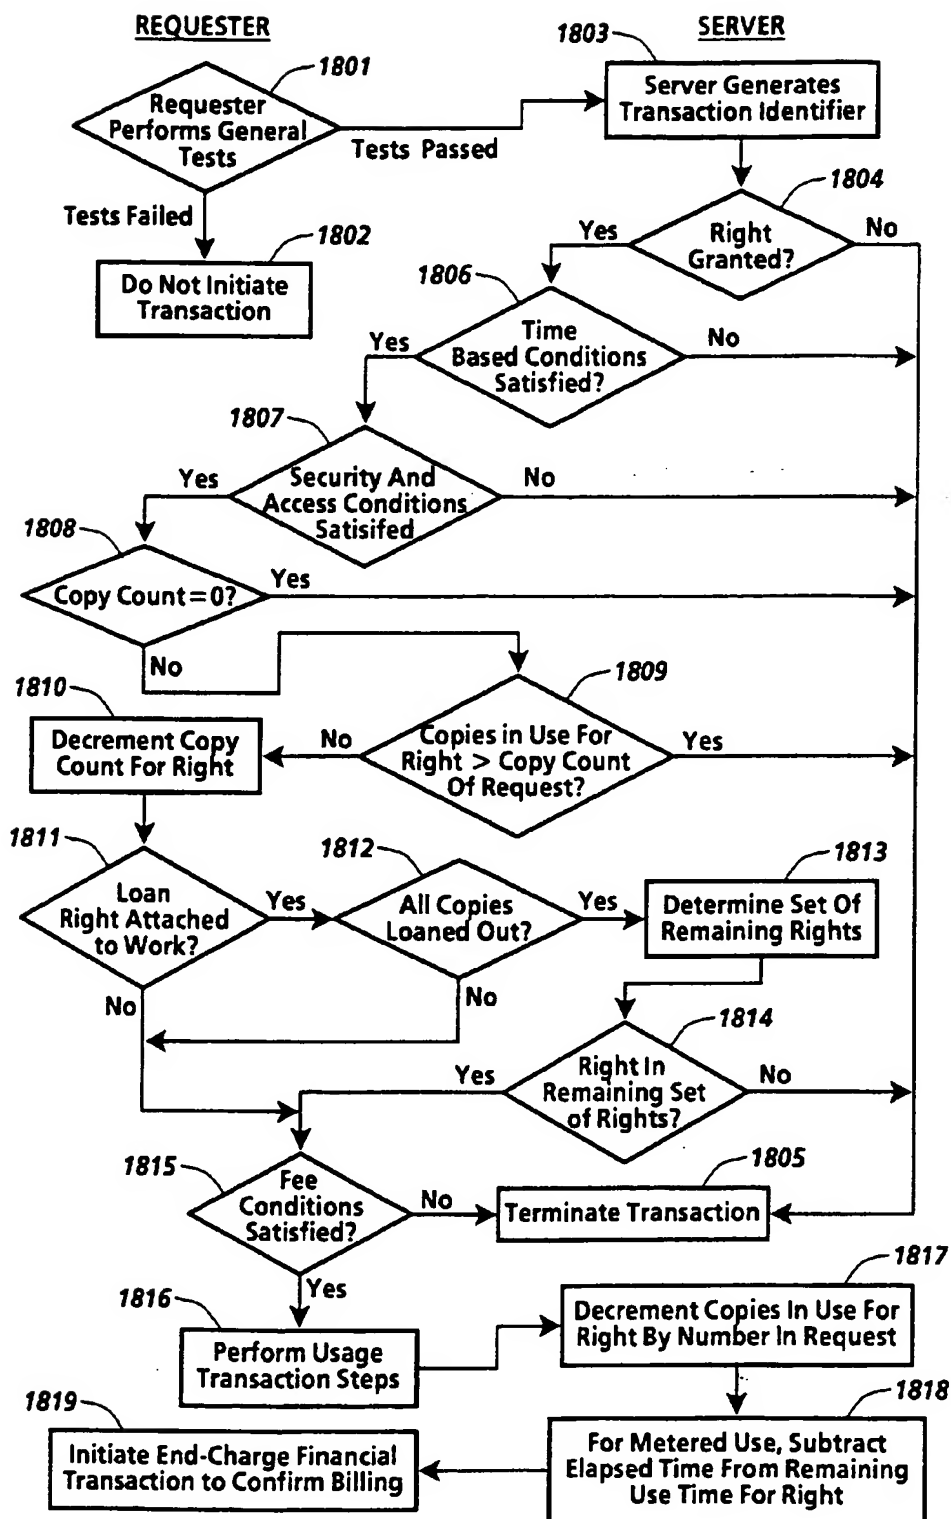 REQUESTER
SERVER
1801
1803
Requester
Performs General
Tests
Server Generates
Transaction Identifier
Tests Passed
Tests Failed
1802
1804
Do Not Initiate
Transaction
Yes
Right
Granted?
No
1806
Yes
Time
Based Conditions
Satisfied?
No
1807
Yes
Security And
Access Conditions
Satisifed
No
1808
Copy Count = 0?
Yes
No
1809
1810
Decrement Copy
Count For Right
No
Copies in Use For
Right > Copy Count
Of Request?
Yes
1811
1812
1813
Loan
Right Attached
to Work?
Yes
All Copies
Loaned Out?
Yes
Determine Set Of
Remaining Rights
No
No
1814
Yes
Right In
Remaining Set
of Rights?
No
1815
1805
Fee
Conditions
Satisfied?
No
Terminate Transaction
Yes
1816
1817
Perform Usage
Transaction Steps
Decrement Copies In Use For
Right By Number In Request
1819
1818
Initiate End-Charge Financial
Transaction to Confirm Billing
For Metered Use, Subtract
Elapsed Time From Remaining
Use Time For Right